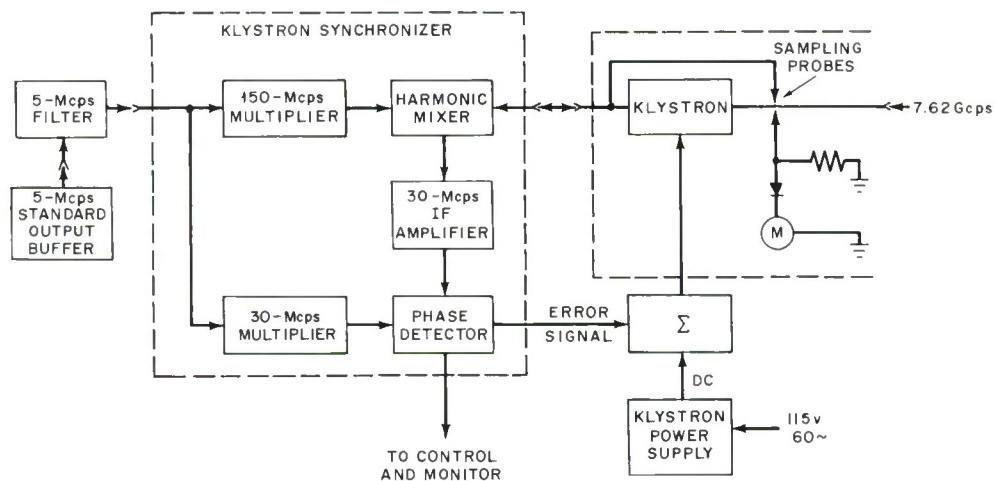 KLYSTRON SYNCHRONIZER
SAMPLING
PROBES
5-Mcps
FILTER
150-Mcps
MULTIPLIER
HARMONIC
MIXER
KLYSTRON
7.62 Gcps
5-Mcps
STANDARD
OUTPUT
BUFFER
30-Mcps
IF
AMPLIFIER
M
30-Mcps
MULTIPLIER
PHASE
DETECTOR
ERROR
SIGNAL
Σ
DC
KLYSTRON
POWER
SUPPLY
115v
60~
TO CONTROL
AND MONITOR